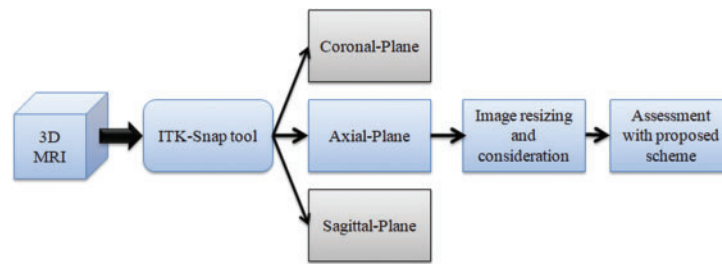 3D
MRI
ITK-Snap tool
Coronal-Plane
Axial-Plane
Sagittal-Plane
Image resizing
and
consideration
Assessment
with proposed
scheme